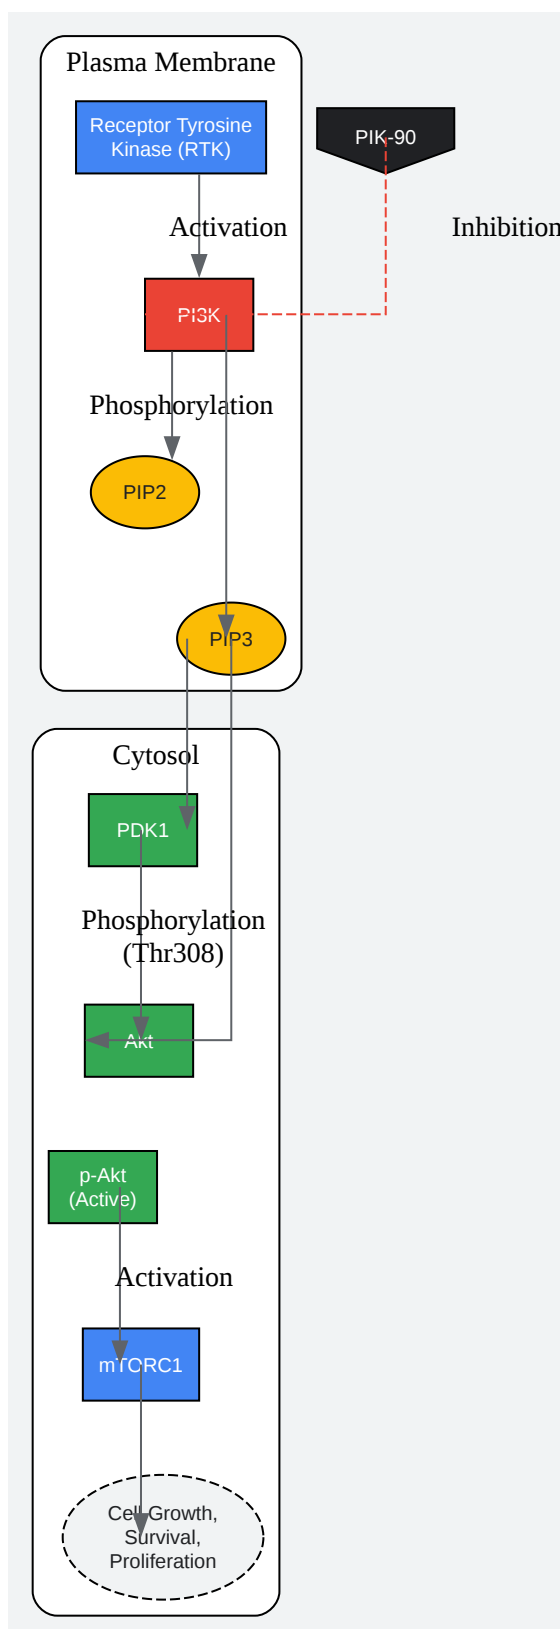 Plasma Membrane
Receptor Tyrosine
Kinase (RTK)
PIK-90
Activation
Inhibition
PI3K
Phosphorylation
PIP2
PIP3
Cytosol
PDK1
Phosphorylation
(Thr308)
Akt
p-Akt
(Active)
Activation
mTORC1
Cell Growth,
Survival,
Proliferation